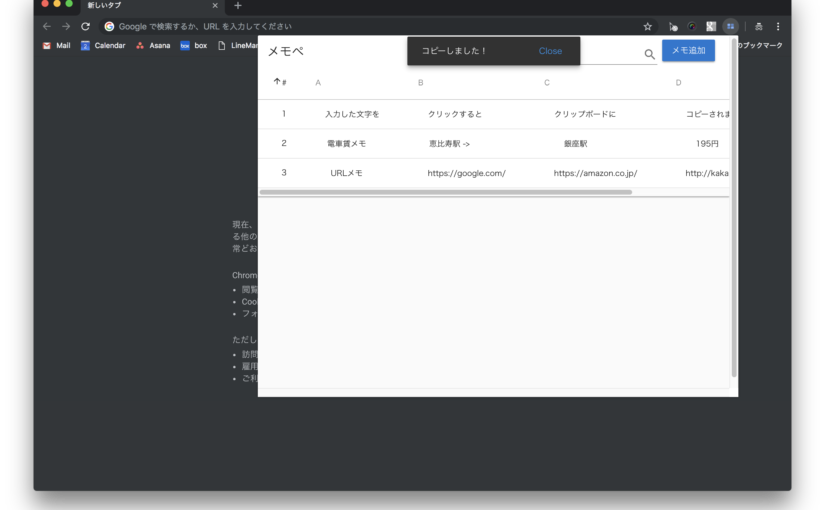 新しいタブ
Google で検索するか、URL を入力してください
Mail Calendar Asana box box LineMa
のブックマーク
メモペ
コピーしました！ Close
メモ追加
# A B C D
1 入力した文字を クリックすると クリップボードに コピーされま
2 電車賃メモ 恵比寿駅 -> 銀座駅 195円
3 URLメモ https://google.com/ https://amazon.co.jp/ http://kaka
現在、
る他の
常どお
Chrom
• 閲覧
• Coo
• フォ
ただし
• 訪問
• 雇用
• ご利